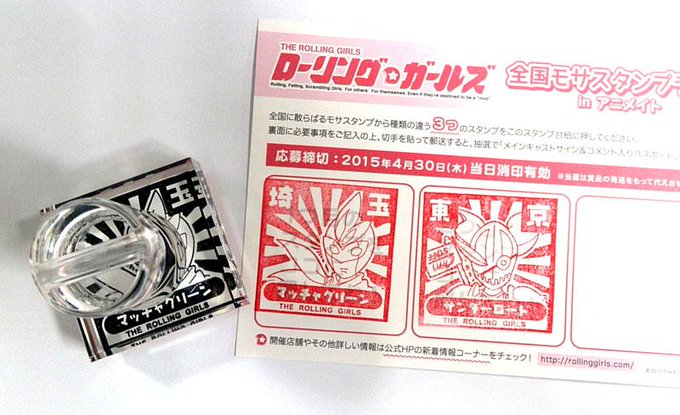 THE ROLLING GIRLS
ローリング☆ガールズ
Rolling, Falling, Scrambling Girls. For others. For themselves. Even if they're destined to be a "mob"
全国モサスタンプ
in アニメイト
全国に散らばるモサスタンプから種類の違う3つのスタンプをこのスタンプ台紙に押してください。
裏面に必要事項をご記入の上、切手を貼って郵送すると、抽選で「メインキャストサイン&コメント入りパスポート
応募締切:2015年4月30日(木)当日消印有効
※当選は賞品の発送をもって代え
埼玉
マッチャグリーン
THE ROLLING GIRLS
東京
サンダーロード
THE ROLLING GIRLS
玉
マッチャグリーン
THE ROLLING GIRLS
開催店舗やその他詳しい情報は公式HPの新着情報コーナーをチェック!
http://rollinggirls.com/